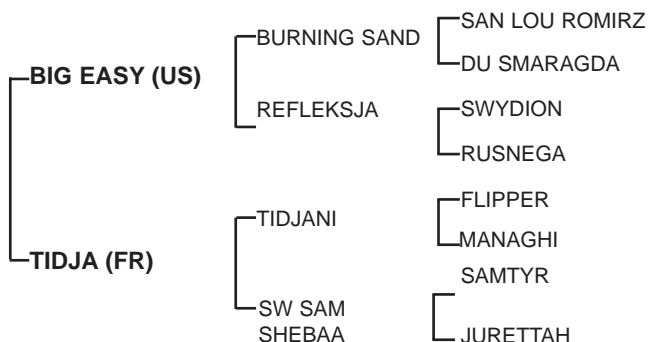 SAN LOU ROMIRZ
BURNING SAND
DU SMARAGDA
BIG EASY (US)
REFLEKSJA
SWYDION
RUSNEGA
FLIPPER
TIDJANI
MANAGHI
TIDJA (FR)
SAMTYR
SW SAM
SHEBAA
JURETTAH